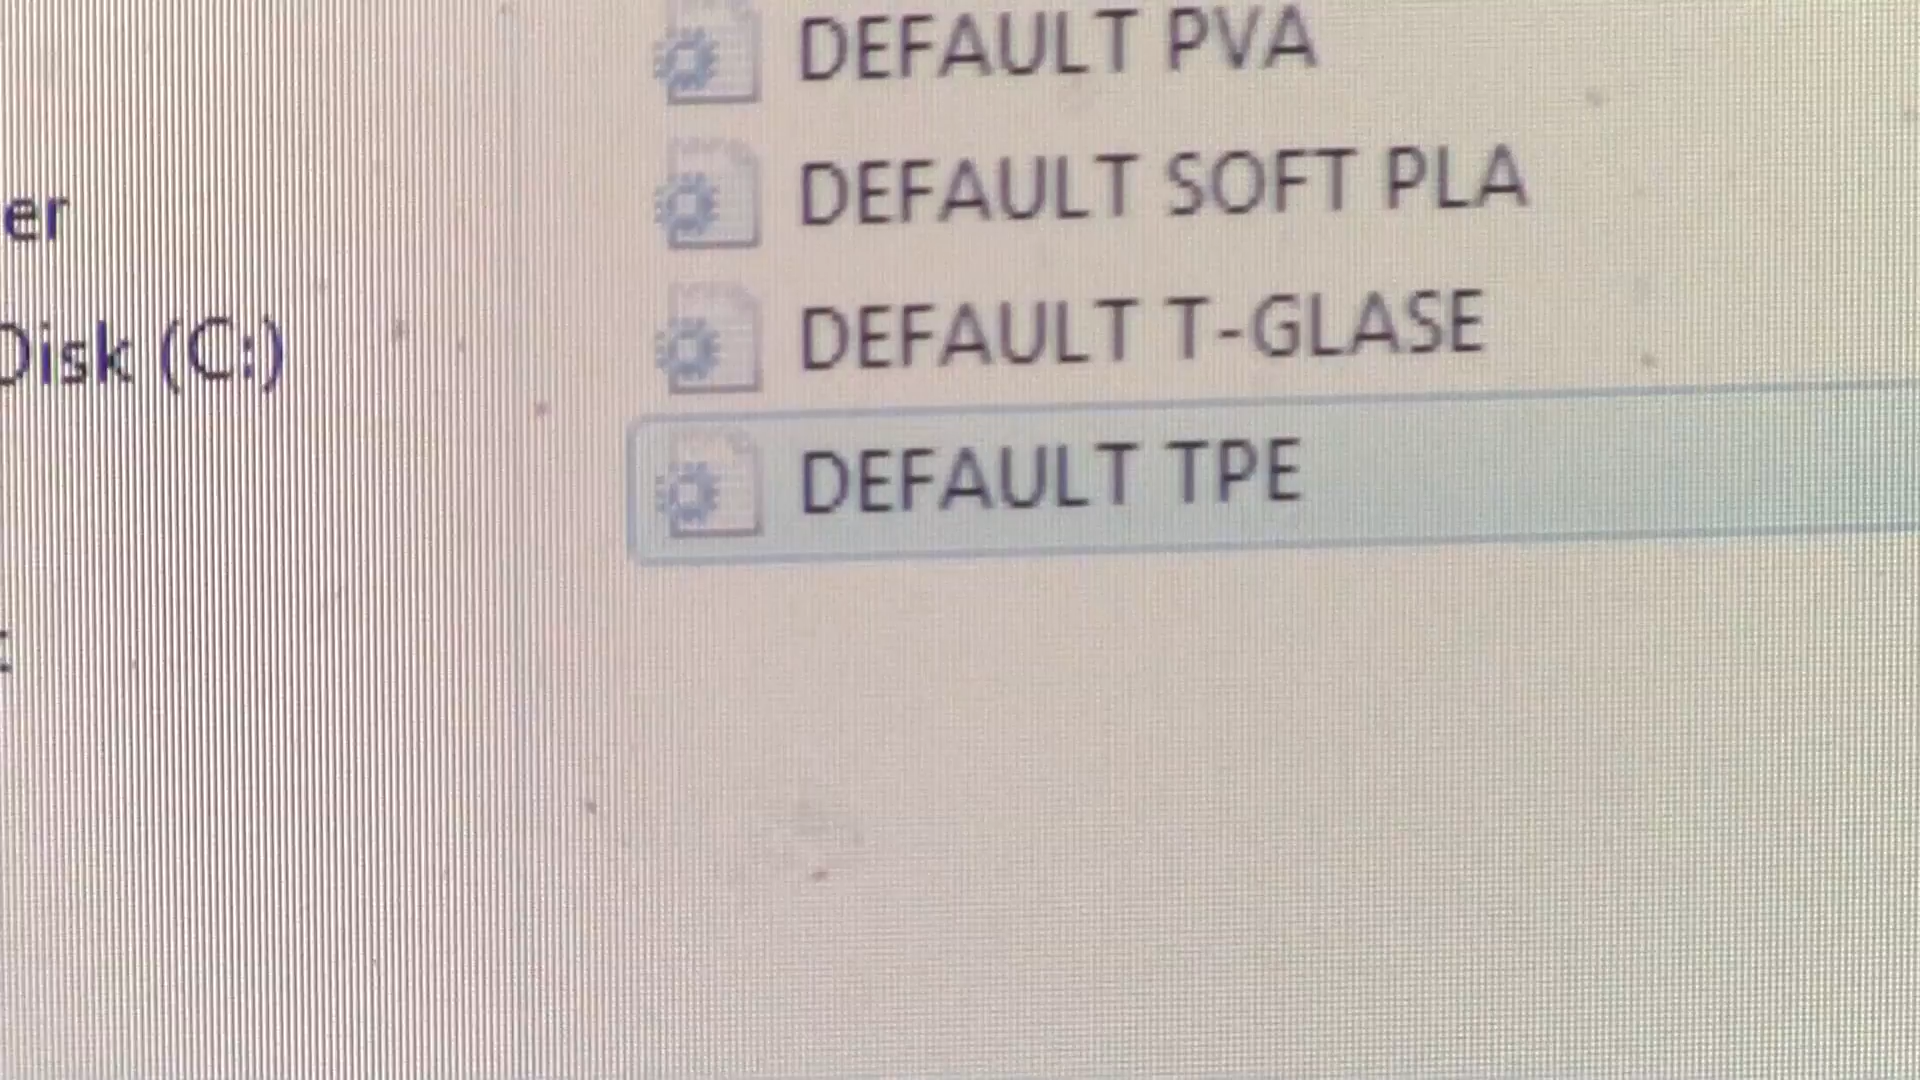 DEFAULT PVA
DEFAULT SOFT PLA
er
DEFAULT T-GLASE
Disk (C:)
DEFAULT TPE